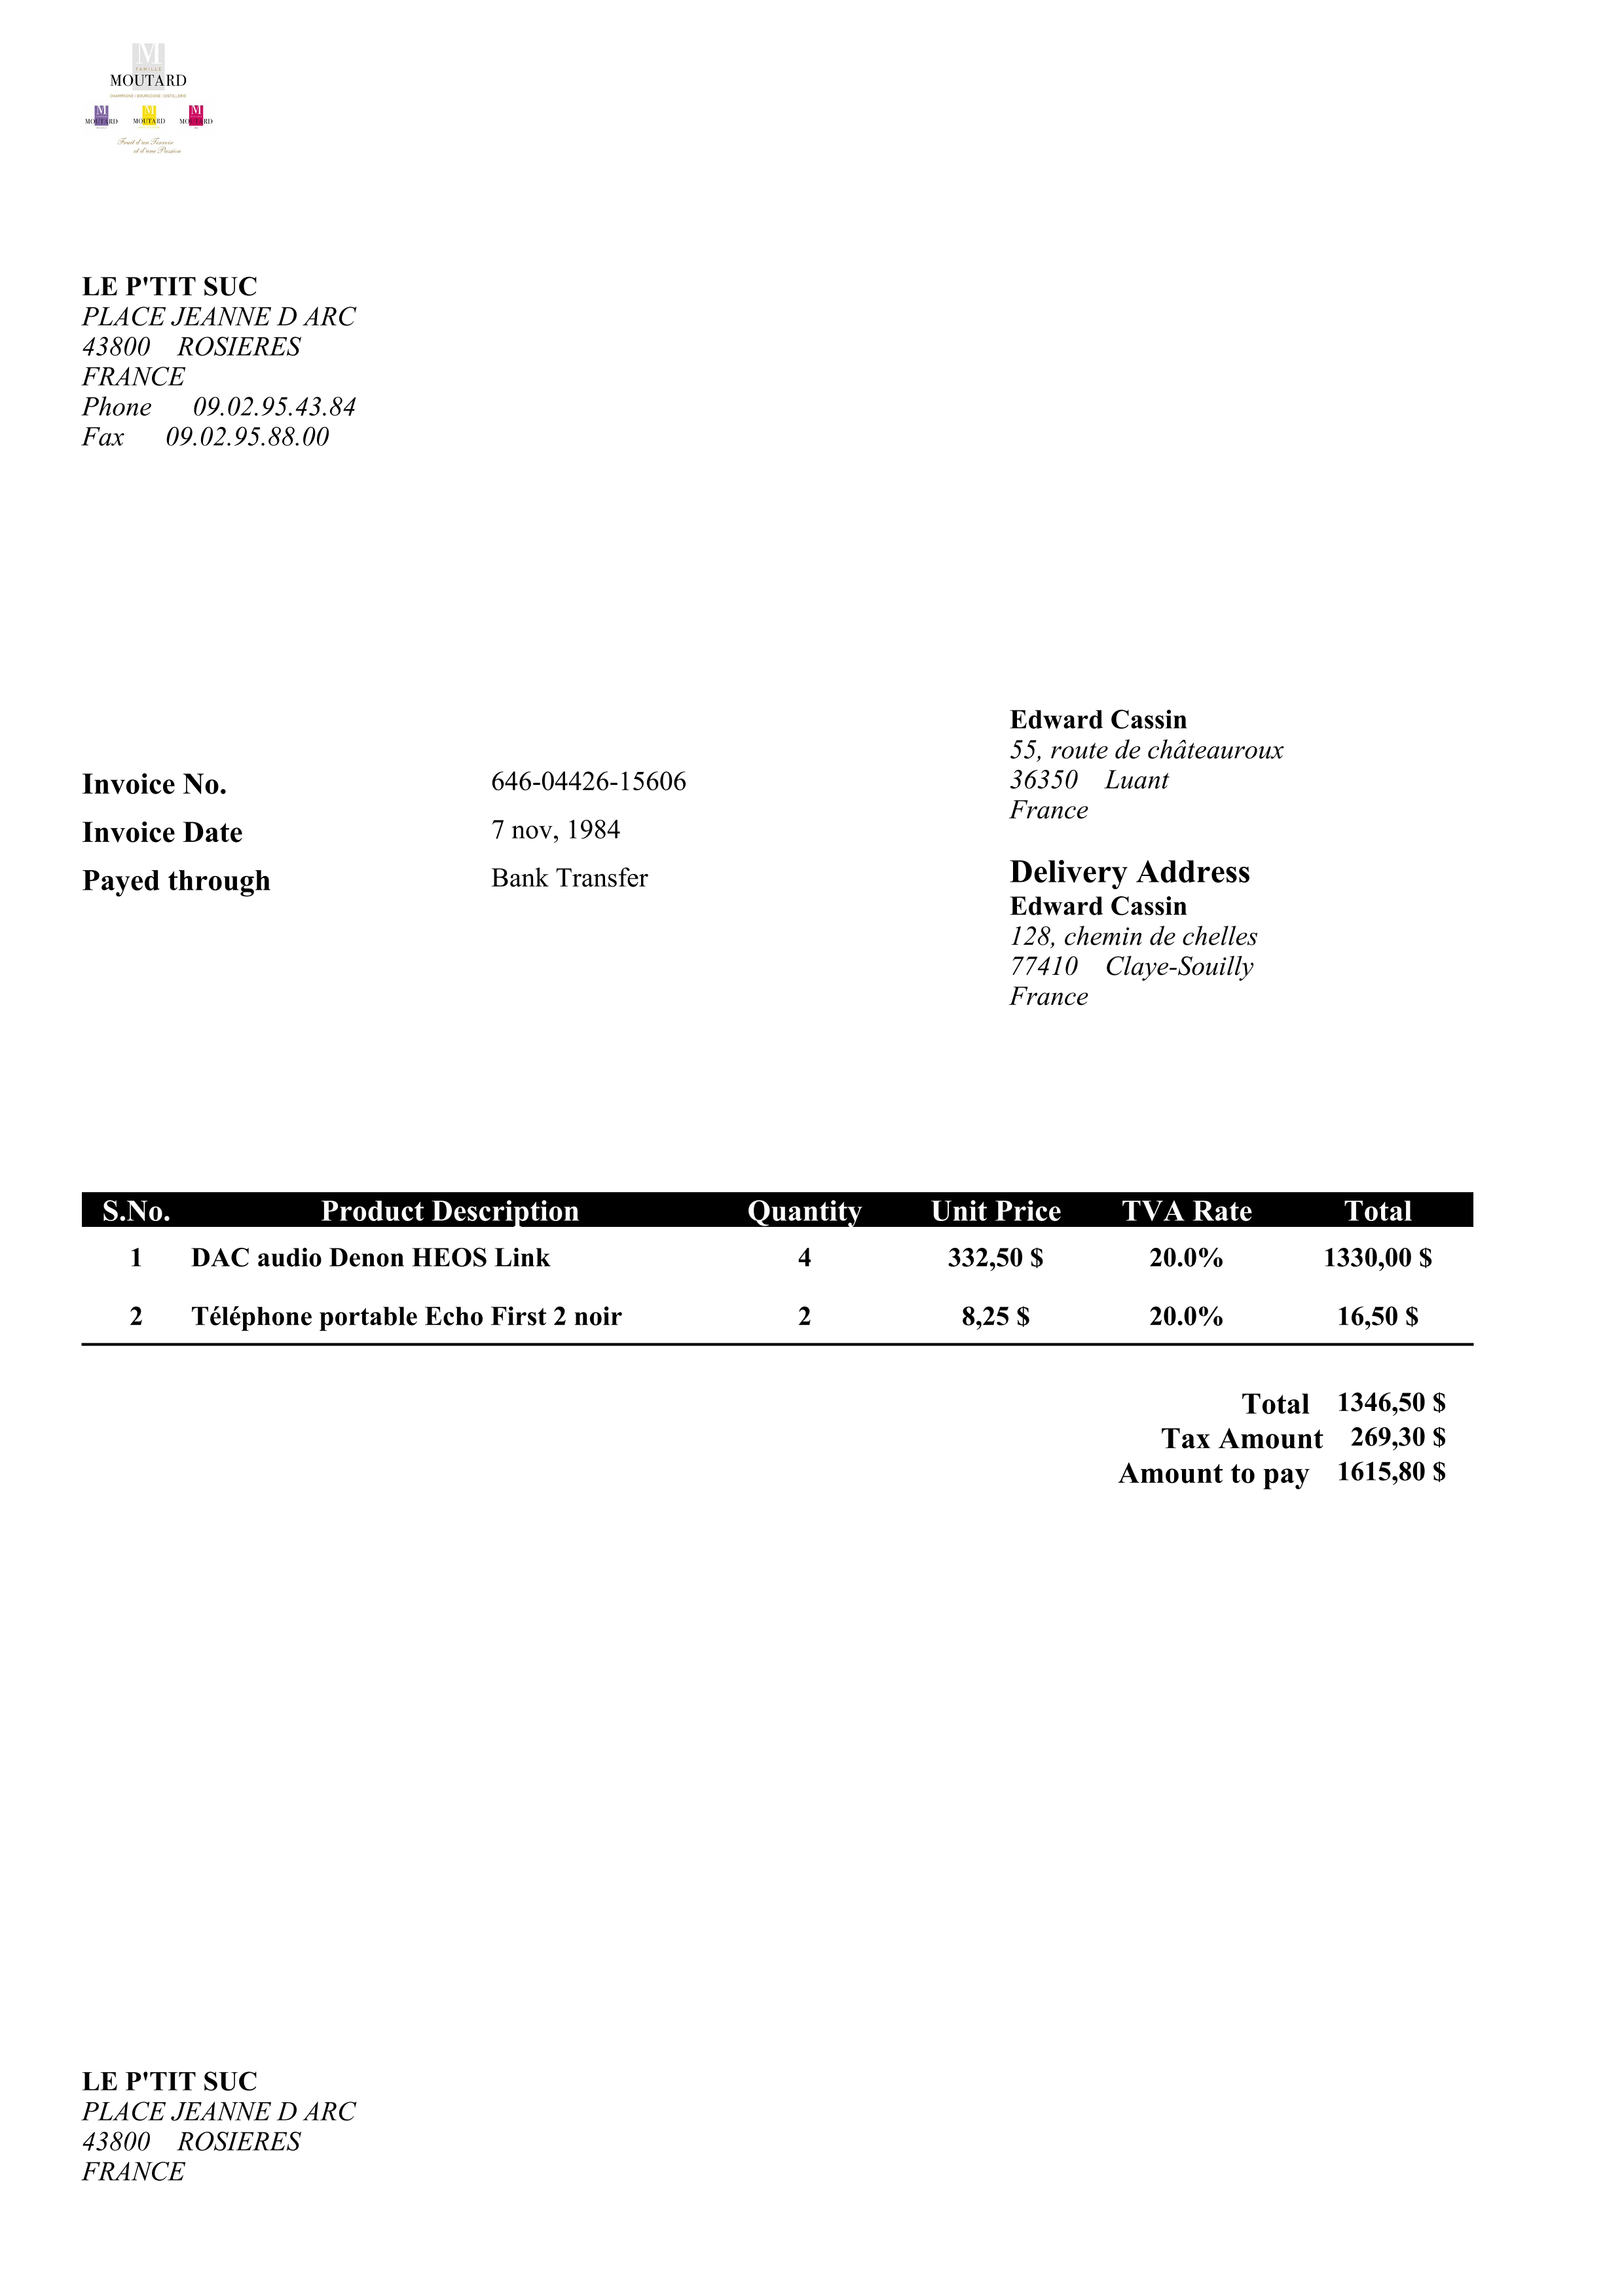 M
FAMILLE
MOUTARD
CHAMPAGNE • BOURGOGNE • DISTILLERIE
M M M
MOUTARD MOUTARD MOUTARD
Fruit d'un Terroir
et d'une Passion
LE P'TIT SUC
PLACE JEANNE D ARC
43800 ROSIERES
FRANCE
Phone 09.02.95.43.84
Fax 09.02.95.88.00
Edward Cassin
55, route de châteauroux
36350 Luant
France
Invoice No. 646-04426-15606
Invoice Date 7 nov, 1984
Payed through Bank Transfer
Delivery Address
Edward Cassin
128, chemin de chelles
77410 Claye-Souilly
France
S.No. Product Description Quantity Unit Price TVA Rate Total
1 DAC audio Denon HEOS Link 4 332,50 $ 20.0% 1330,00 $
2 Téléphone portable Echo First 2 noir 2 8,25 $ 20.0% 16,50 $
Total 1346,50 $
Tax Amount 269,30 $
Amount to pay 1615,80 $
LE P'TIT SUC
PLACE JEANNE D ARC
43800 ROSIERES
FRANCE